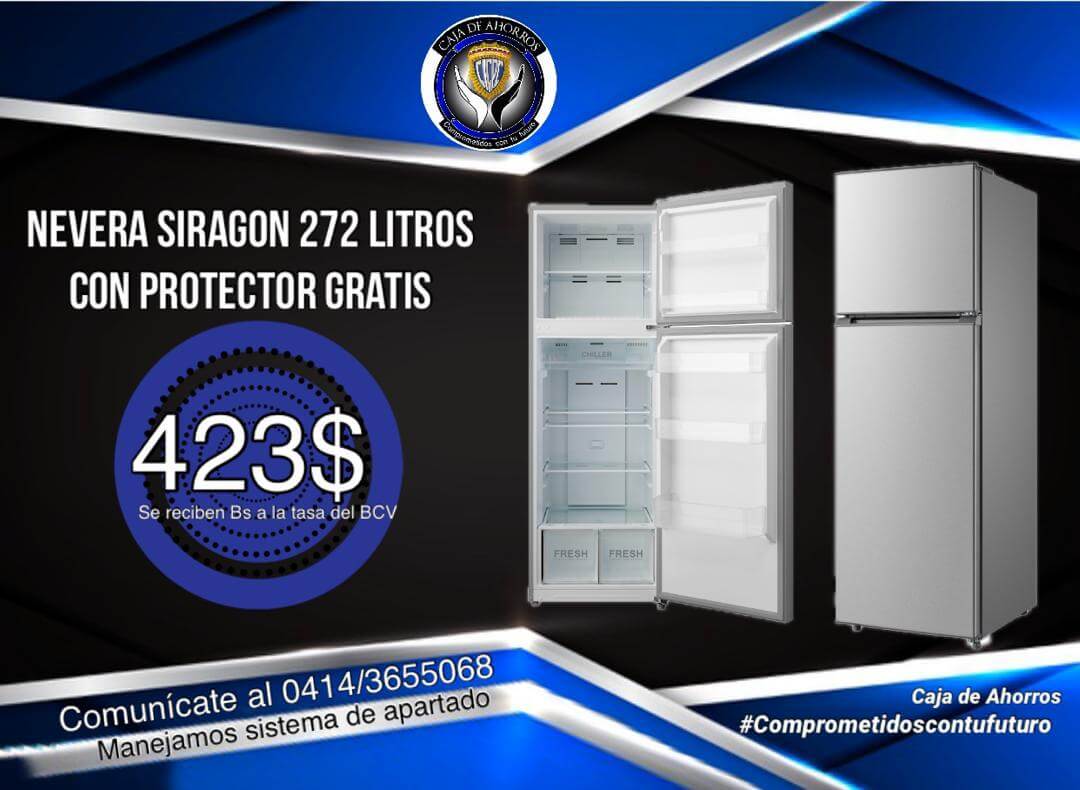 CAJA DE AHORROS
Comprometidos con tu futuro
NEVERA SIRAGON 272 LITROS
CON PROTECTOR GRATIS
423$
Se reciben Bs a la tasa del BCV
CHILLER
FRESH FRESH
Comunícate al 0414/3655068
Manejamos sistema de apartado
Caja de Ahorros
#Comprometidoscontufuturo